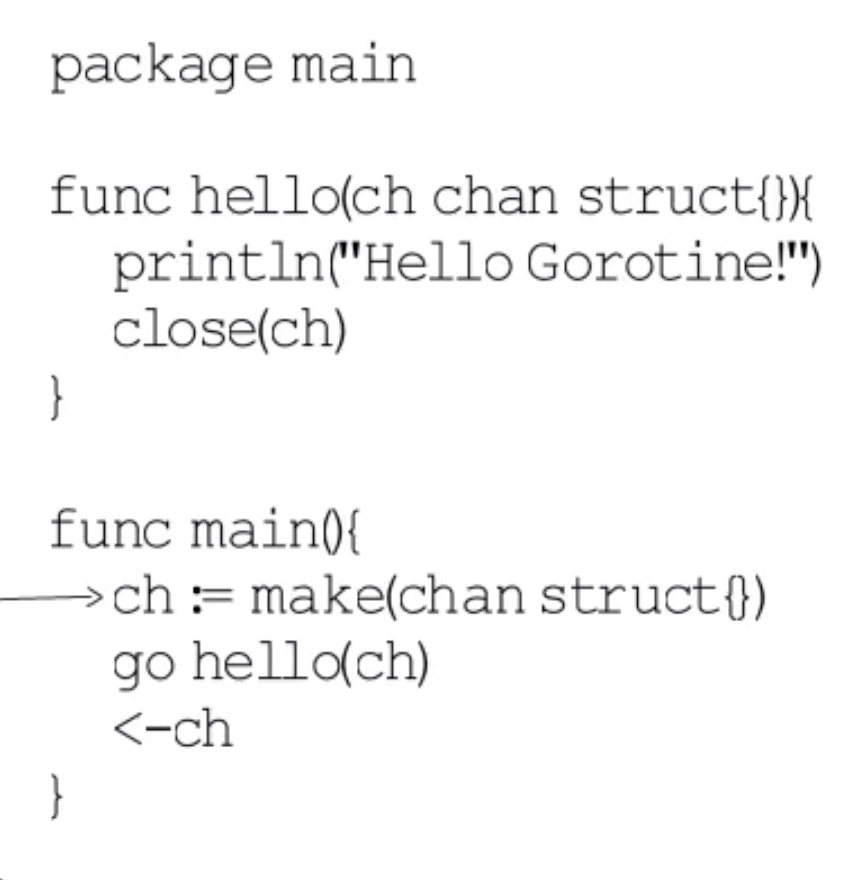 package main
func hello(ch chan struct{}){
println("Hello Gorotine!")
close(ch)
}
func main(){
ch := make(chan struct{})
go hello(ch)
<-ch
}